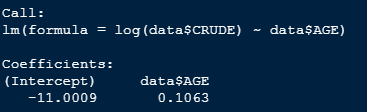 Call:
lm(formula = log(data$CRUDE) ~ data$AGE)
Coefficients:
(Intercept) data$AGE
-11.0009 0.1063